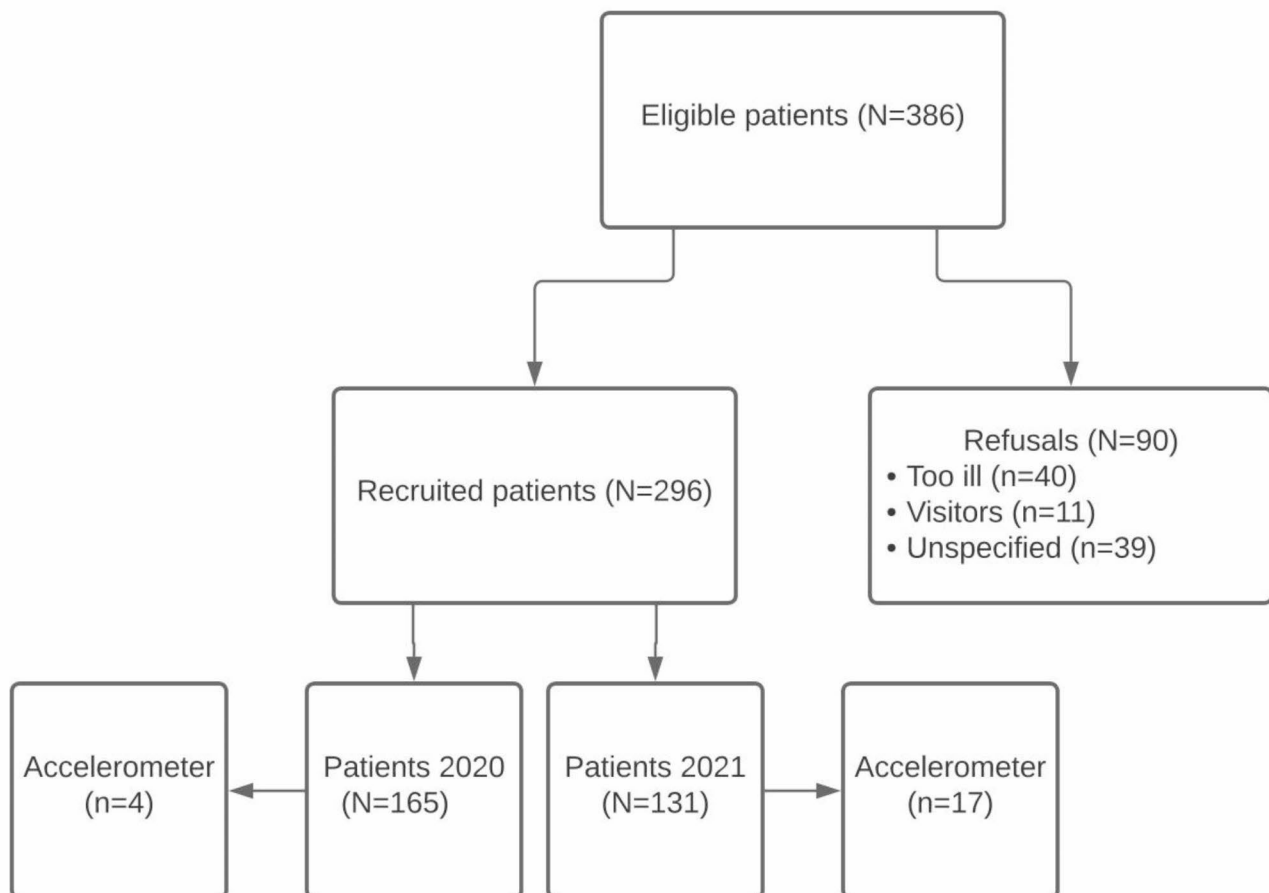 Eligible patients (N=386)
Recruited patients (N=296)
Refusals (N=90)
• Too ill (n=40)
• Visitors (n=11)
• Unspecified (n=39)
Accelerometer
(n=4)
Patients 2020
(N=165)
Patients 2021
(N=131)
Accelerometer
(n=17)